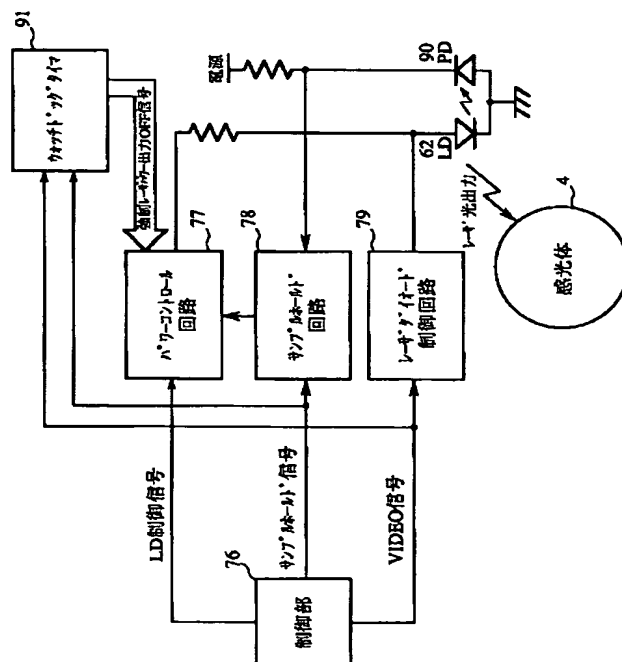 91
ウォッチドッグタイマ
強制レーザパワー出力OFF信号
電源
77
パワーコントロール
回路
78
サンプルホールド
回路
79
レーザダイオード
制御回路
90
PD
62
LD
レーザ光出力
4
感光体
LD制御信号
サンプルホールド信号
VIDEO信号
76
制御部